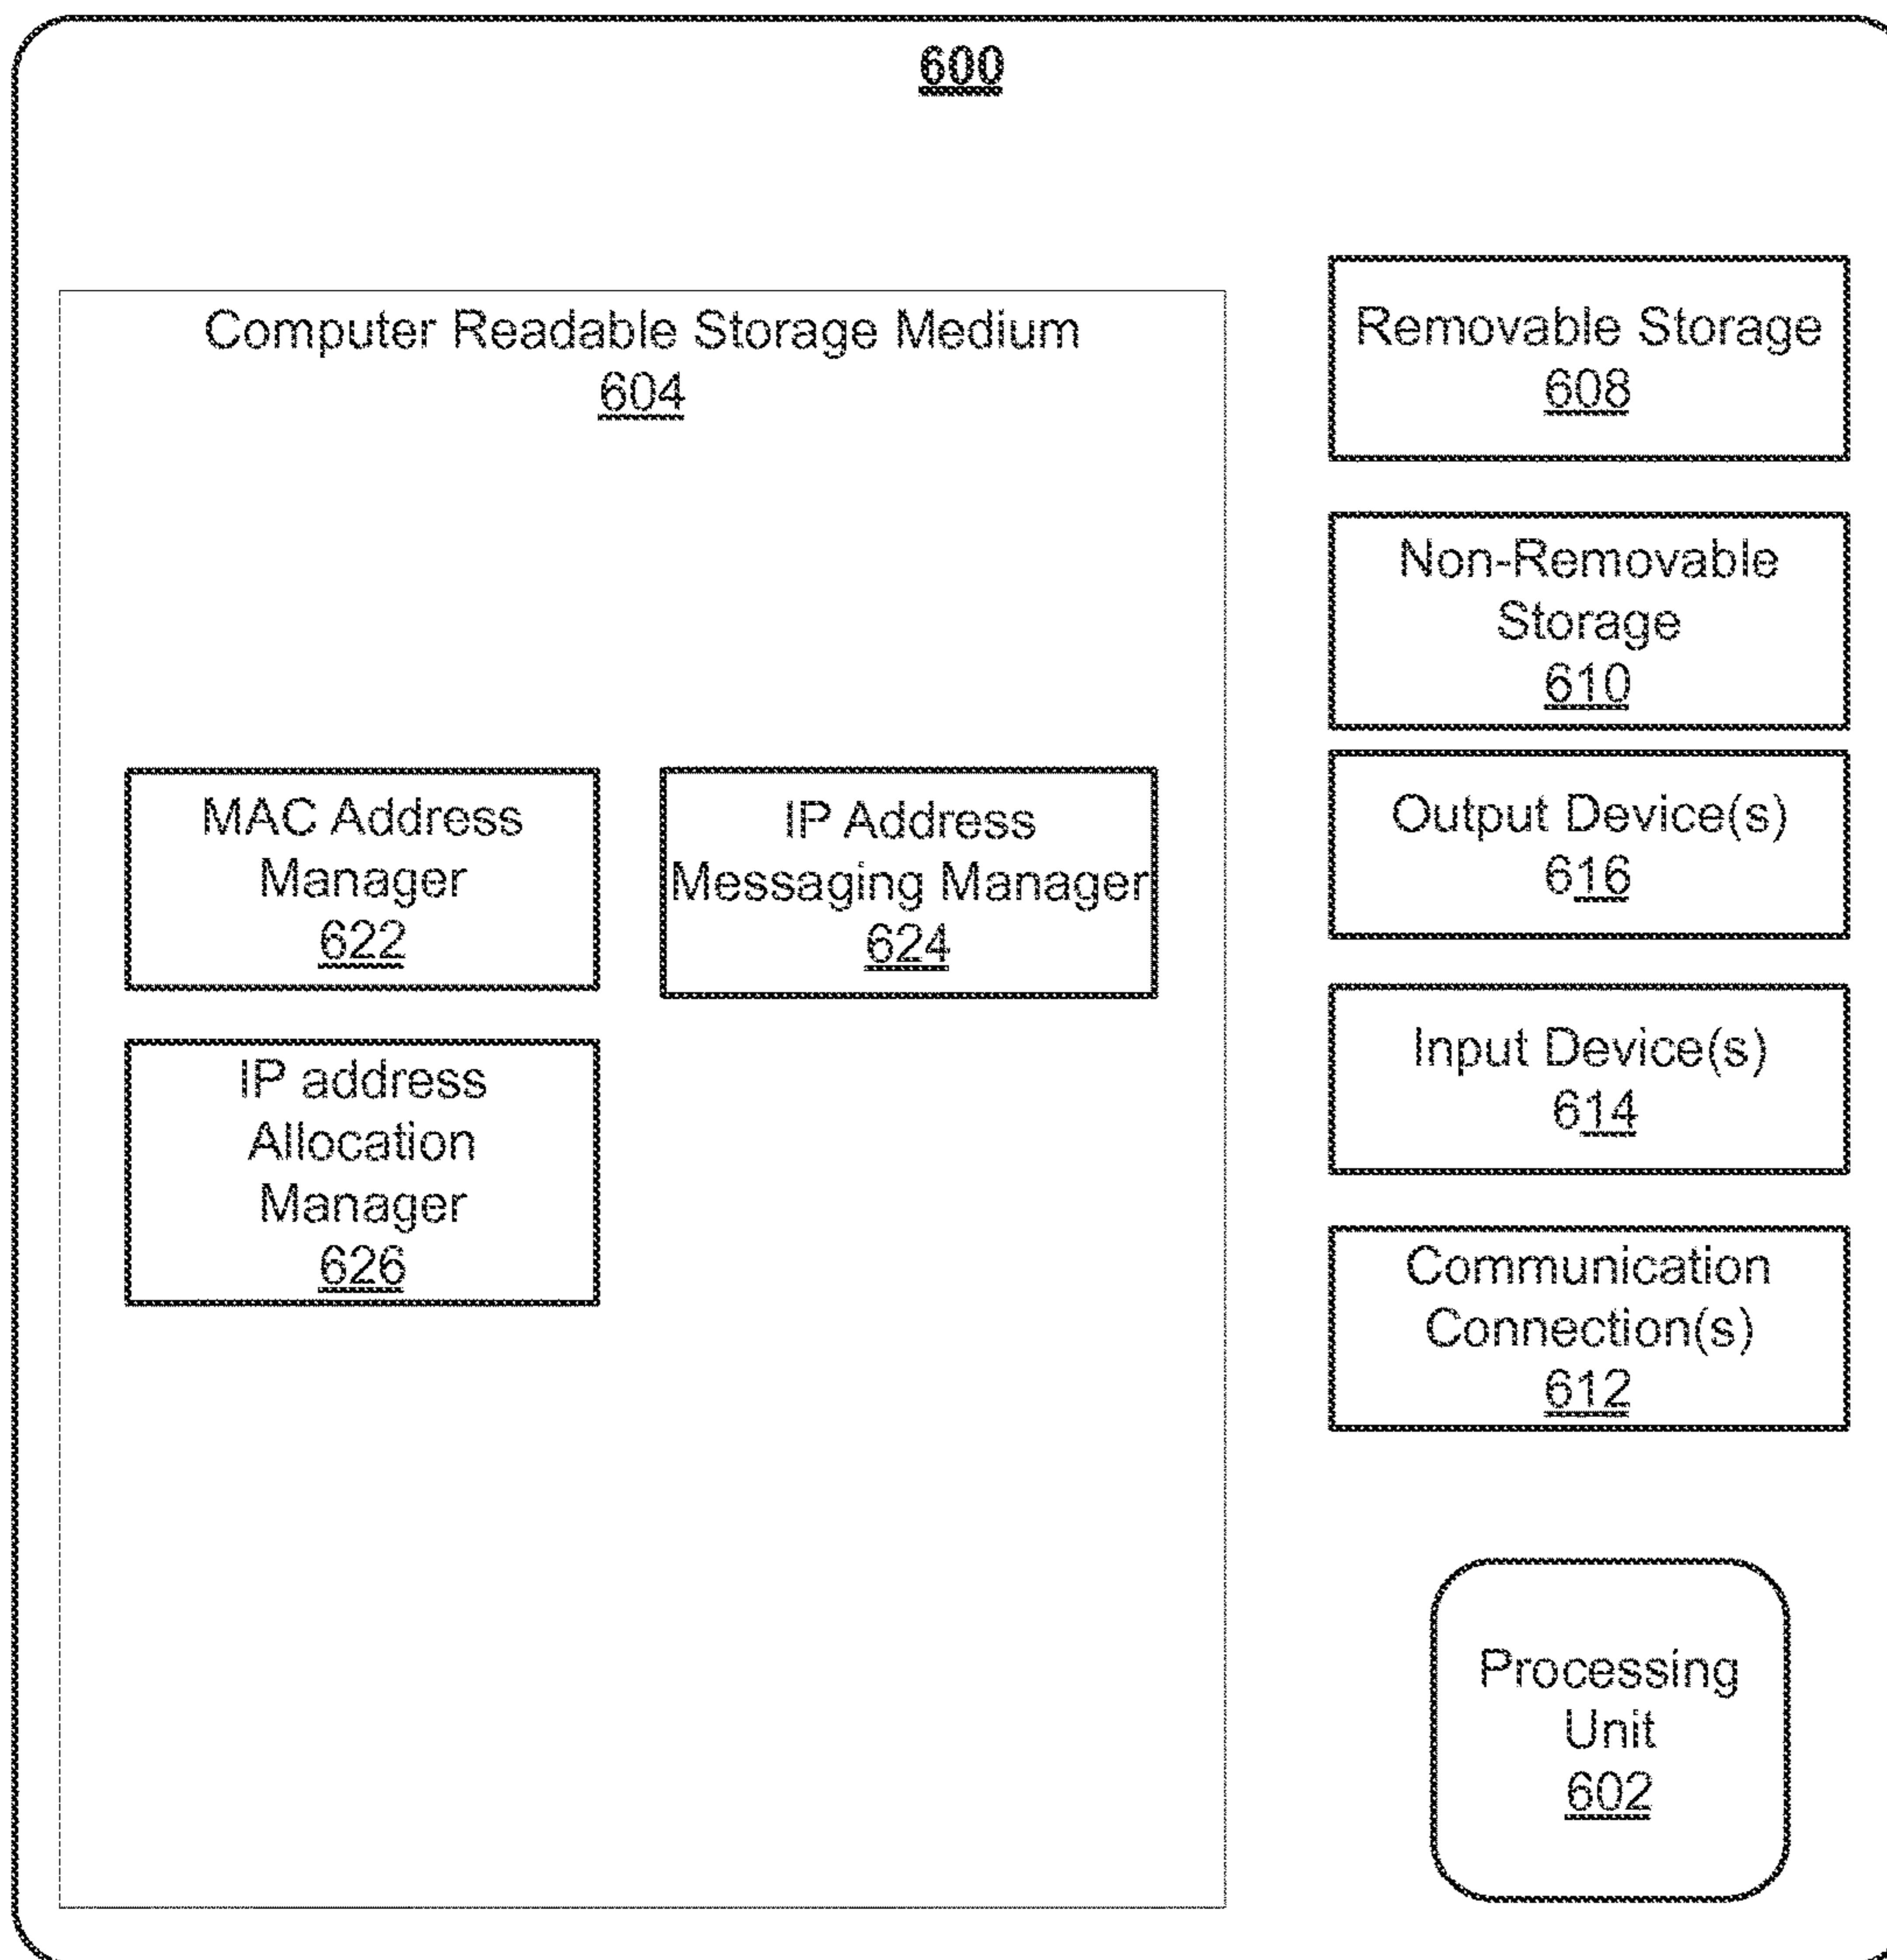 600
Computer Readable Storage Medium
604
MAC Address
Manager
622
IP Address
Messaging Manager
624
IP address
Allocation
Manager
626
Removable Storage
608
Non-Removable
Storage
610
Output Device(s)
616
Input Device(s)
614
Communication
Connection(s)
612
Processing
Unit
602